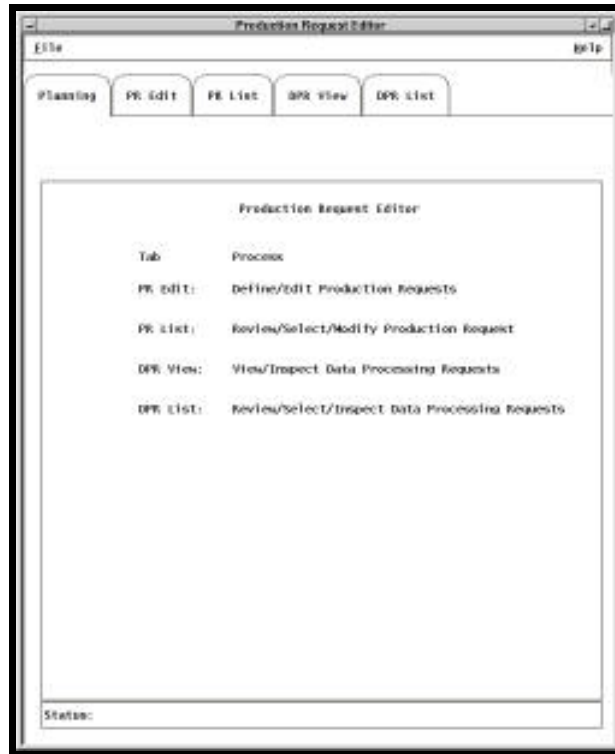 Production Request Editor
File Help
Planning PR Edit PR List DPR View DPR List
Production Request Editor
Tab Process
PR Edit: Define/Edit Production Requests
PR List: Review/Select/Modify Production Request
DPR View: View/Inspect Data Processing Requests
DPR List: Review/Select/Inspect Data Processing Requests
Status: